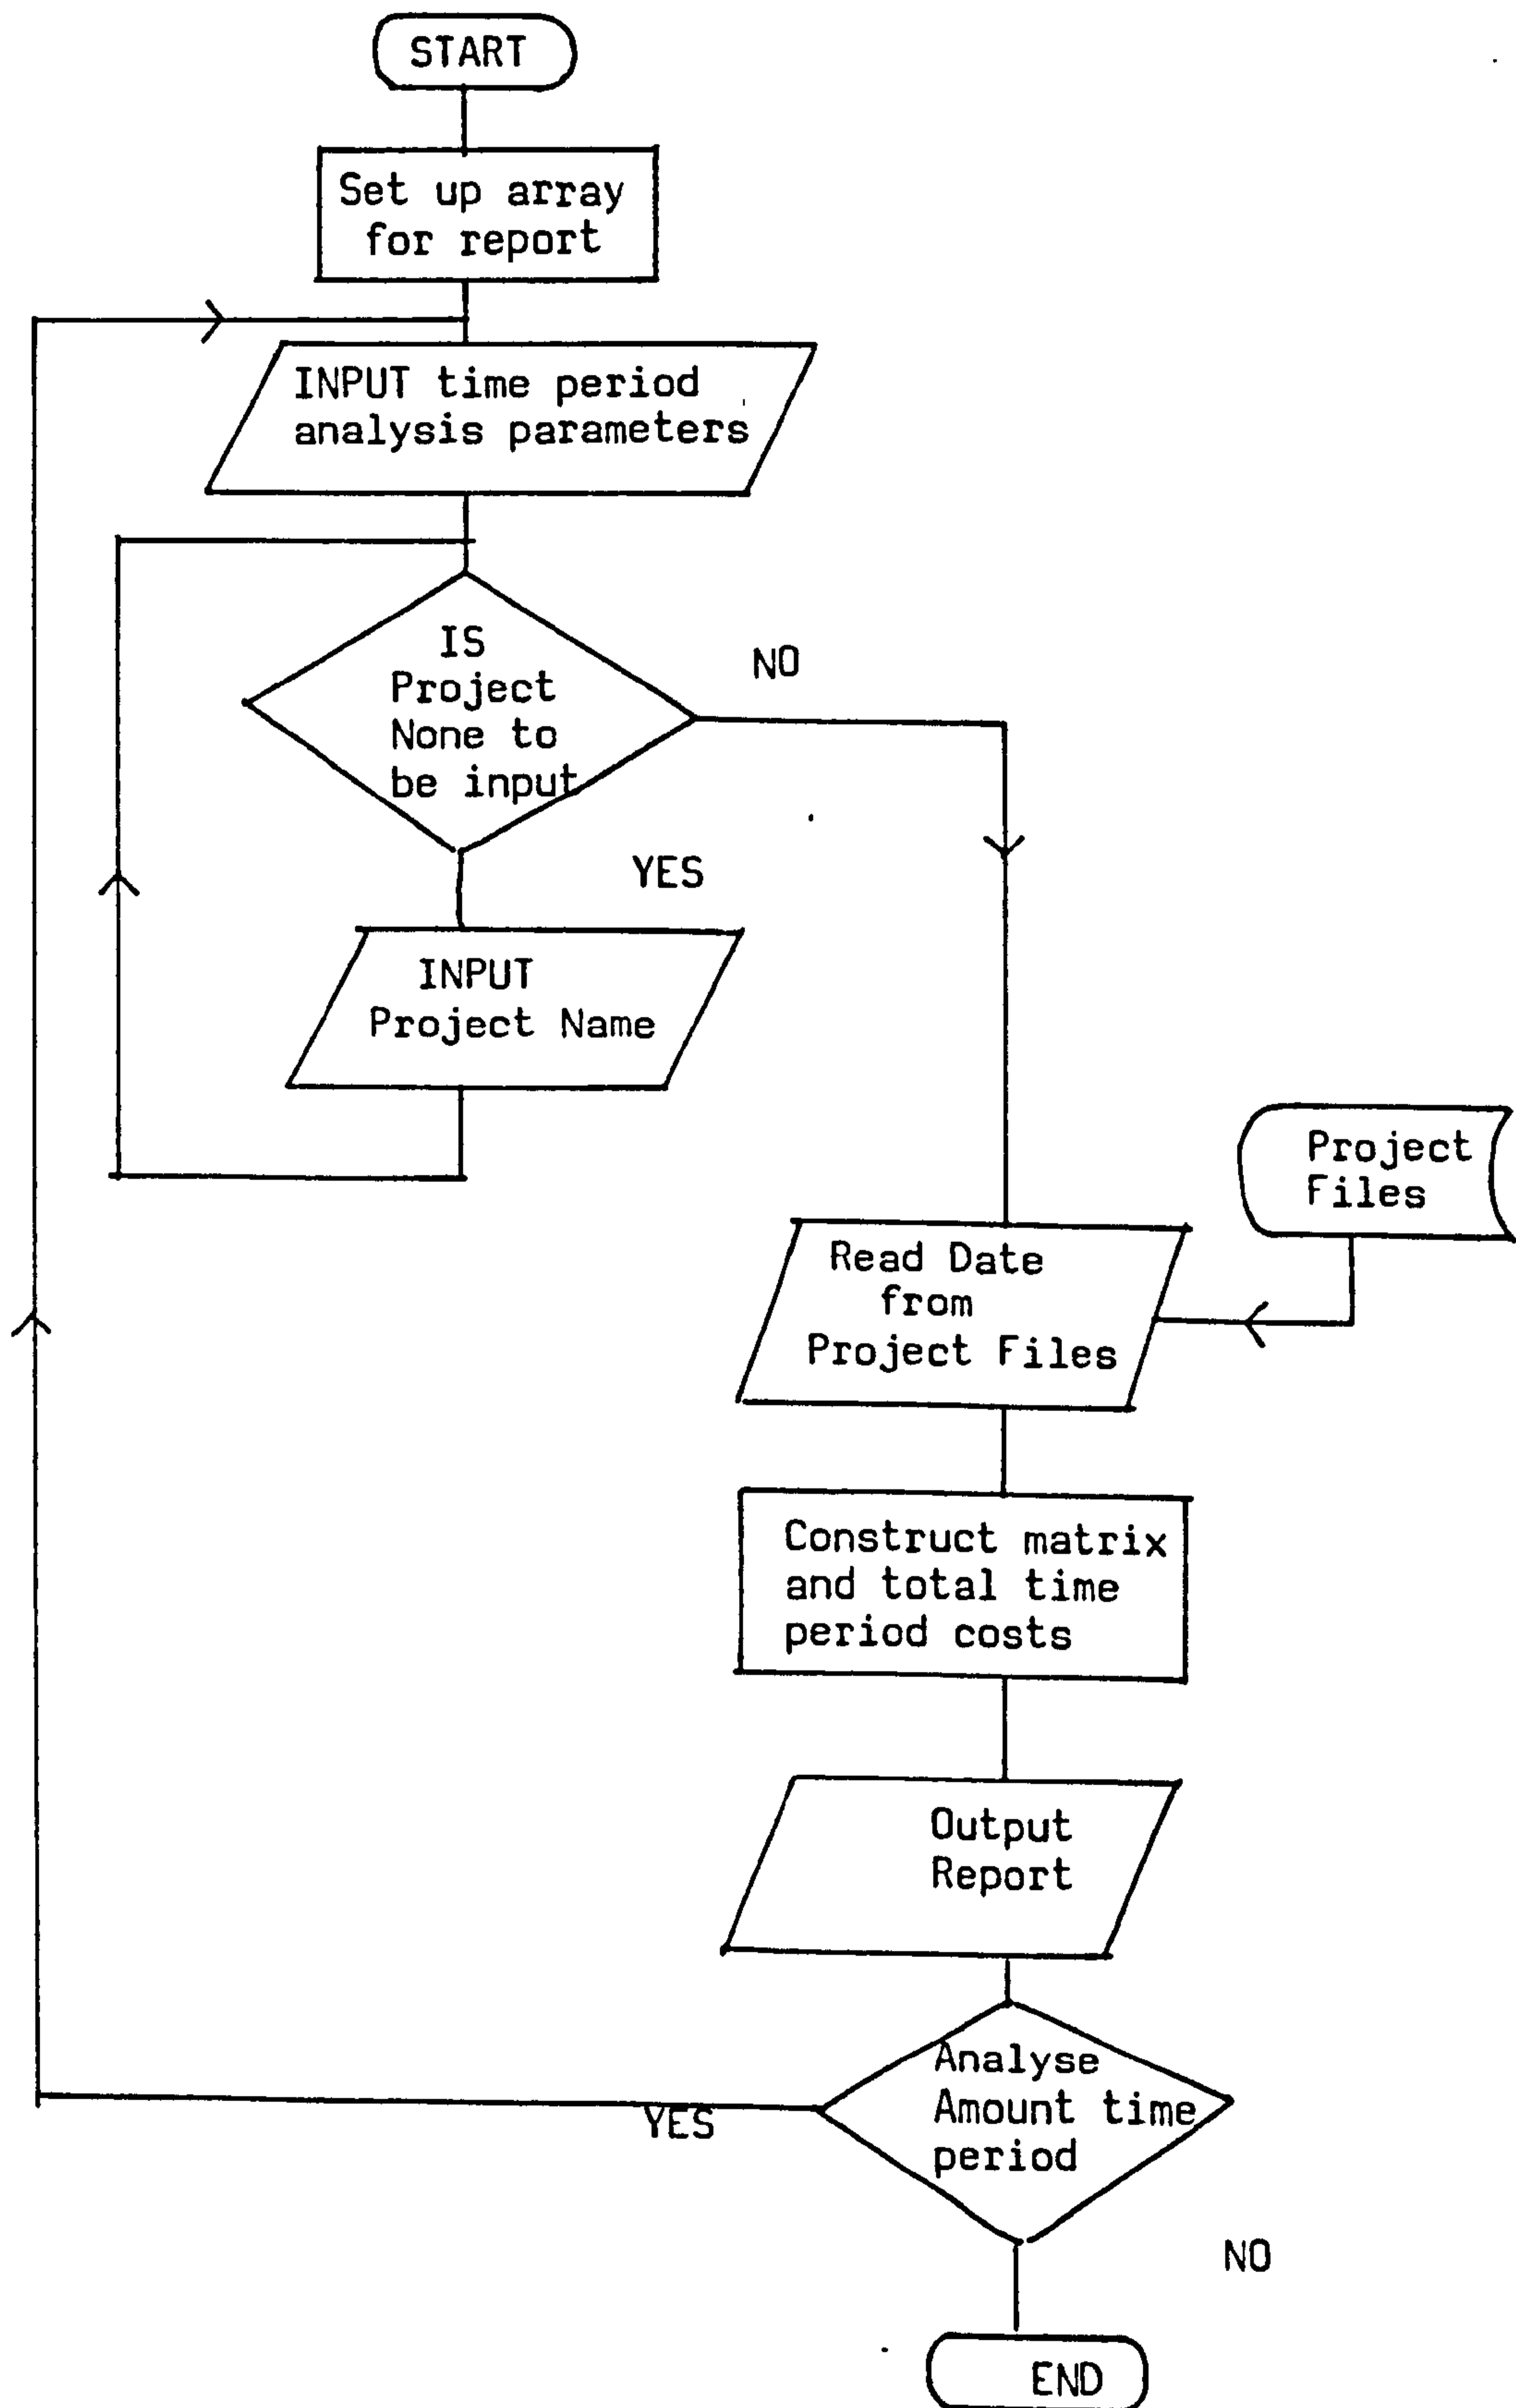 START
Set up array
for report
INPUT time period
analysis parameters
IS
Project
None to
be input
NO
YES
INPUT
Project Name
Project
Files
Read Date
from
Project Files
Construct matrix
and total time
period costs
Output
Report
Analyse
Amount time
period
YES
NO
END